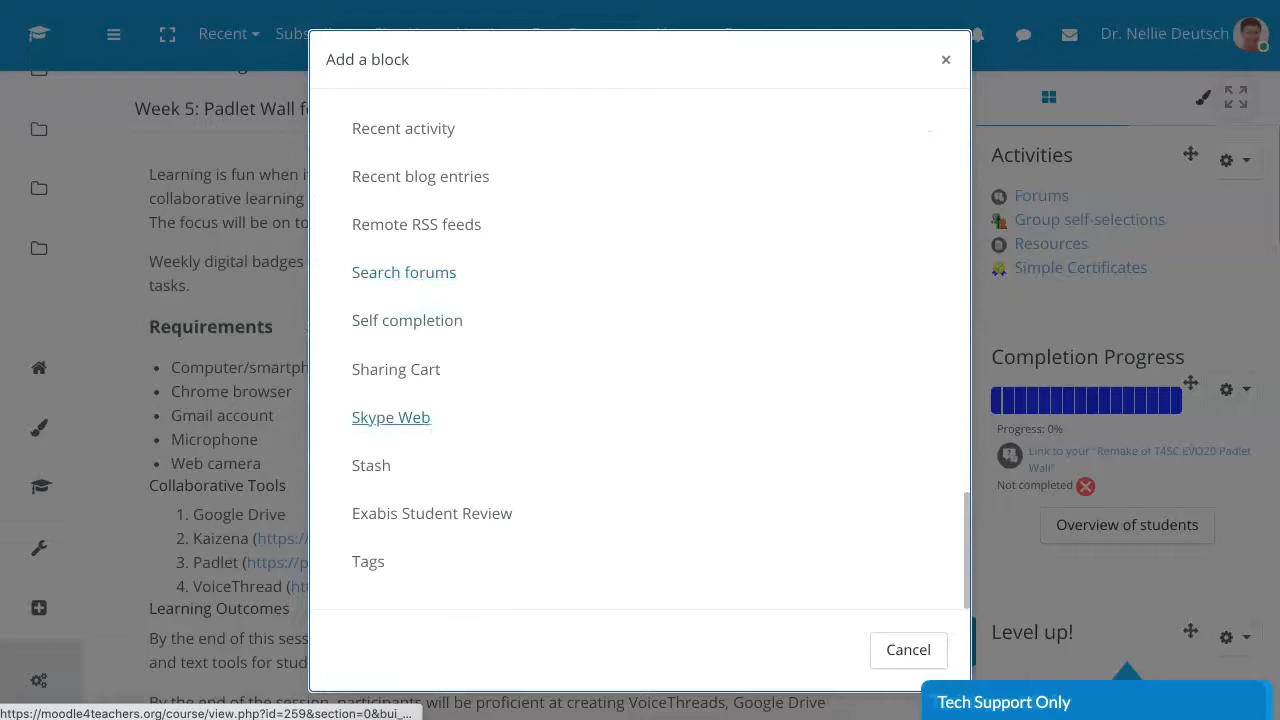 Recent
Dr. Nellie Deutsch
Add a block
×
Recent activity
Recent blog entries
Remote RSS feeds
Search forums
Self completion
Sharing Cart
Skype Web
Stash
Exabis Student Review
Tags
Cancel
Week 5: Padlet Wall fo
Learning is fun when i
collaborative learning
The focus will be on to
Weekly digital badges
tasks.
Requirements
• Computer/smartph
• Chrome browser
• Gmail account
• Microphone
• Web camera
Collaborative Tools
1. Google Drive
2. Kaizena (https:/
3. Padlet (https://p
4. VoiceThread (ht
Learning Outcomes
By the end of this sess
and text tools for stud
By the end of the session, participants will be proficient at creating VoiceThreads, Google Drive
Activities
Forums
Group self-selections
Resources
Simple Certificates
Completion Progress
Progress: 0%
Link to your "Remake of T4SC EVO20 Padlet
Wall"
Not completed
Overview of students
Level up!
Tech Support Only
https://moodle4teachers.org/course/view.php?id=259&section=0&bui_...